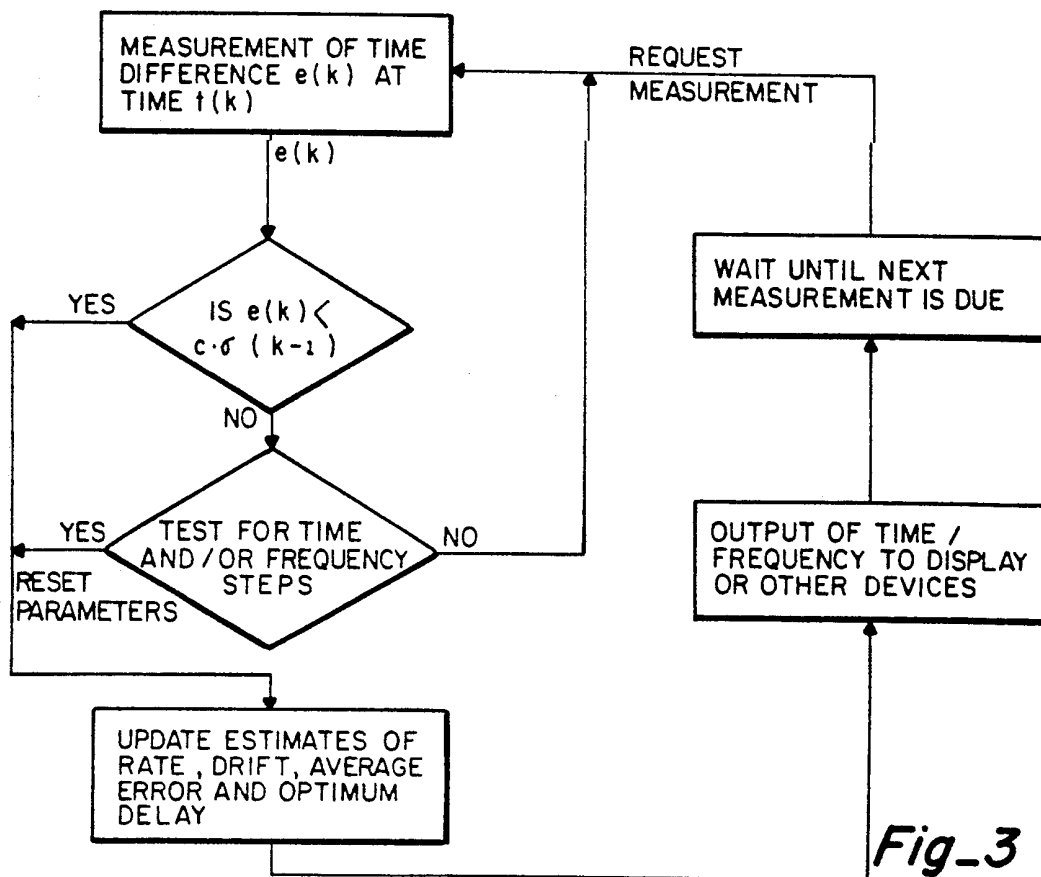 MEASUREMENT OF TIME
DIFFERENCE e(k) AT
TIME t(k)
REQUEST
MEASUREMENT
e(k)
YES
IS e(k)<
c·σ (k-1)
NO
WAIT UNTIL NEXT
MEASUREMENT IS DUE
YES
TEST FOR TIME
AND/OR FREQUENCY
STEPS
NO
RESET
PARAMETERS
OUTPUT OF TIME /
FREQUENCY TO DISPLAY
OR OTHER DEVICES
UPDATE ESTIMATES OF
RATE, DRIFT, AVERAGE
ERROR AND OPTIMUM
DELAY
Fig_3